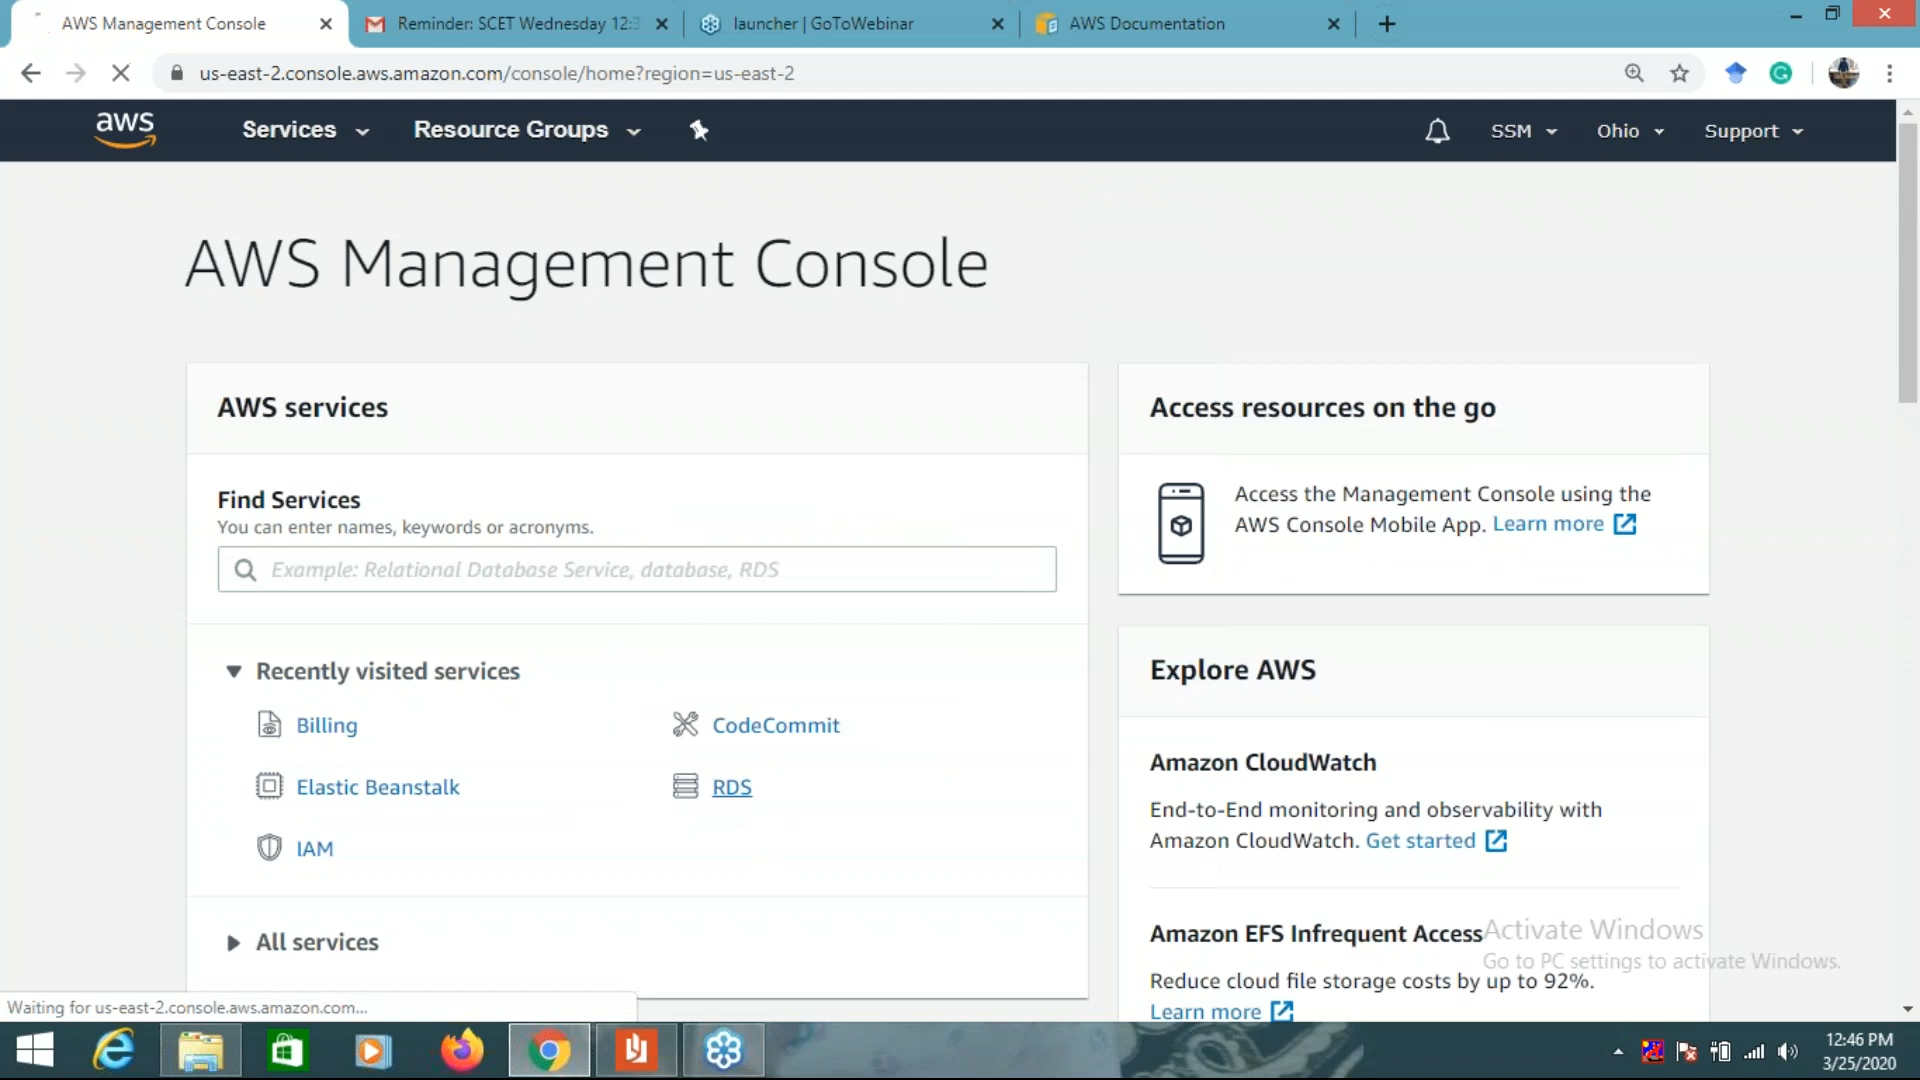 AWS Management Console
Reminder: SCET Wednesday 12:3
launcher | GoToWebinar
AWS Documentation
us-east-2.console.aws.amazon.com/console/home?region=us-east-2
aws
Services
Resource Groups
SSM
Ohio
Support
AWS Management Console
AWS services
Find Services
You can enter names, keywords or acronyms.
Example: Relational Database Service, database, RDS
Recently visited services
Billing
CodeCommit
Elastic Beanstalk
RDS
IAM
All services
Access resources on the go
Access the Management Console using the
AWS Console Mobile App. Learn more
Explore AWS
Amazon CloudWatch
End-to-End monitoring and observability with
Amazon CloudWatch. Get started
Amazon EFS Infrequent Access
Reduce cloud file storage costs by up to 92%.
Learn more
Activate Windows
Go to PC settings to activate Windows.
Waiting for us-east-2.console.aws.amazon.com...
12:46 PM
3/25/2020